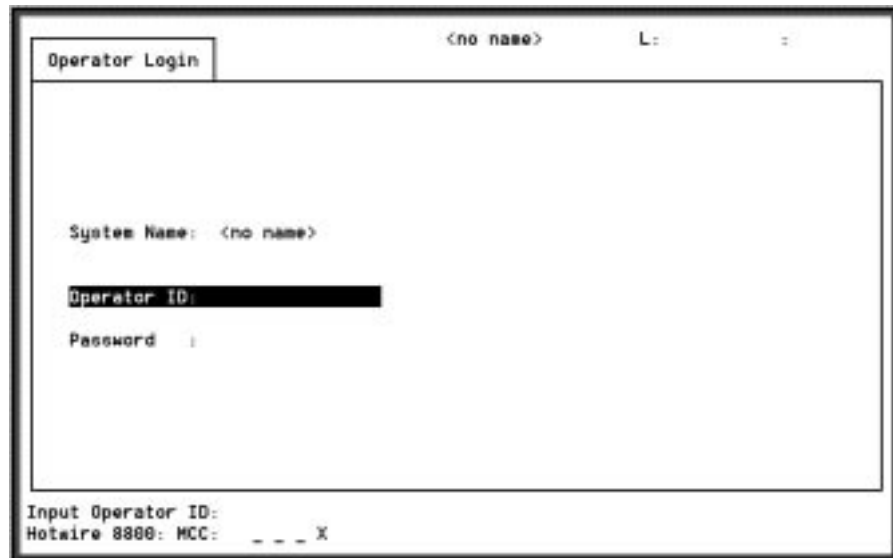 <no name> L: :
Operator Login
System Name: <no name>
Operator ID:
Password :
Input Operator ID:
Hotwire 8800: MCC: _ _ _ X